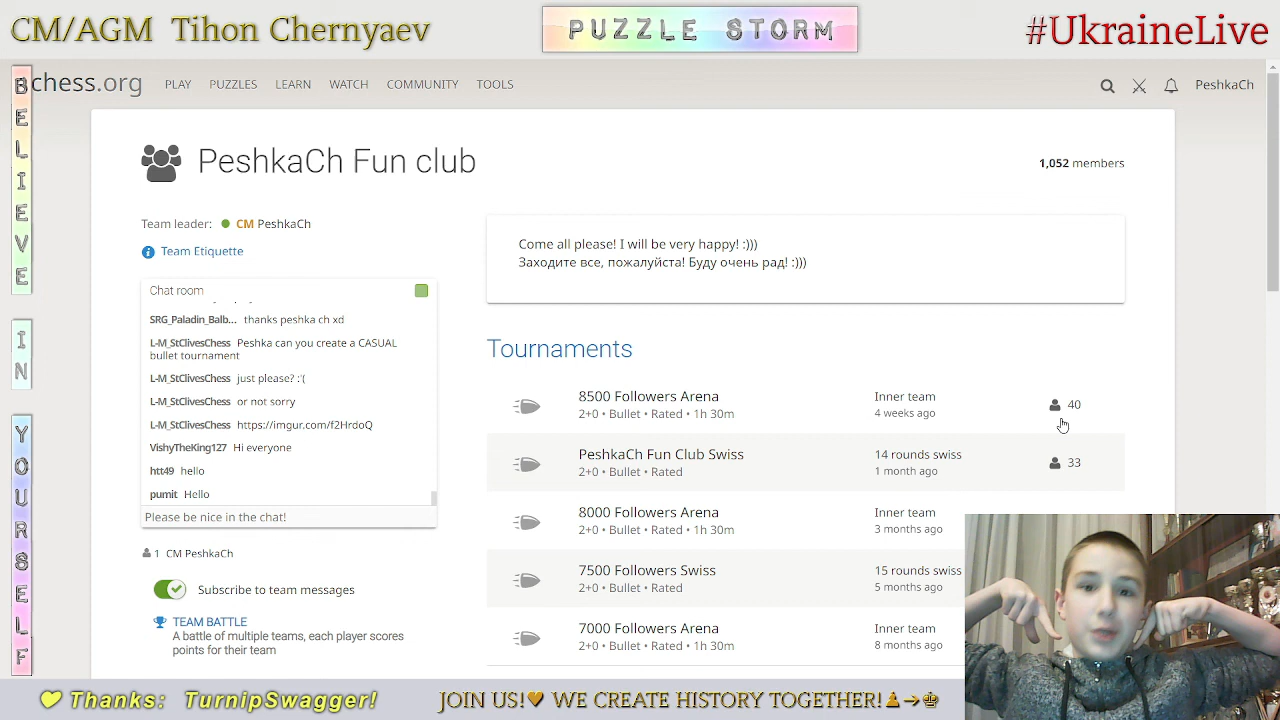 CM/AGM Tihon Chernyaev
PUZZLE STORM
#UkraineLive
chess.org
PLAY
PUZZLES
LEARN
WATCH
COMMUNITY
TOOLS
PeshkaCh
BELIEVE
IN
YOURSELF
PeshkaCh Fun club
1,052 members
Team leader: CM PeshkaCh
Team Etiquette
Come all please! I will be very happy! :)))
Заходите все, пожалуйста! Буду очень рад! :)))
Chat room
SRG_Paladin_Balb... thanks peshka ch xd
L-M_StClivesChess Peshka can you create a CASUAL
bullet tournament
L-M_StClivesChess just please? :'(
L-M_StClivesChess or not sorry
L-M_StClivesChess https://imgur.com/f2HrdoQ
VishyTheKing127 Hi everyone
htt49 hello
pumit Hello
Please be nice in the chat!
1 CM PeshkaCh
Subscribe to team messages
TEAM BATTLE
A battle of multiple teams, each player scores
points for their team
Tournaments
8500 Followers Arena
2+0 • Bullet • Rated • 1h 30m
Inner team
4 weeks ago
40
PeshkaCh Fun Club Swiss
2+0 • Bullet • Rated
14 rounds swiss
1 month ago
33
8000 Followers Arena
2+0 • Bullet • Rated • 1h 30m
Inner team
3 months ago
7500 Followers Swiss
2+0 • Bullet • Rated
15 rounds swiss
5 months ago
7000 Followers Arena
2+0 • Bullet • Rated • 1h 30m
Inner team
8 months ago
Thanks: TurnipSwagger!
JOIN US!🧡 WE CREATE HISTORY TOGETHER!♟→♚